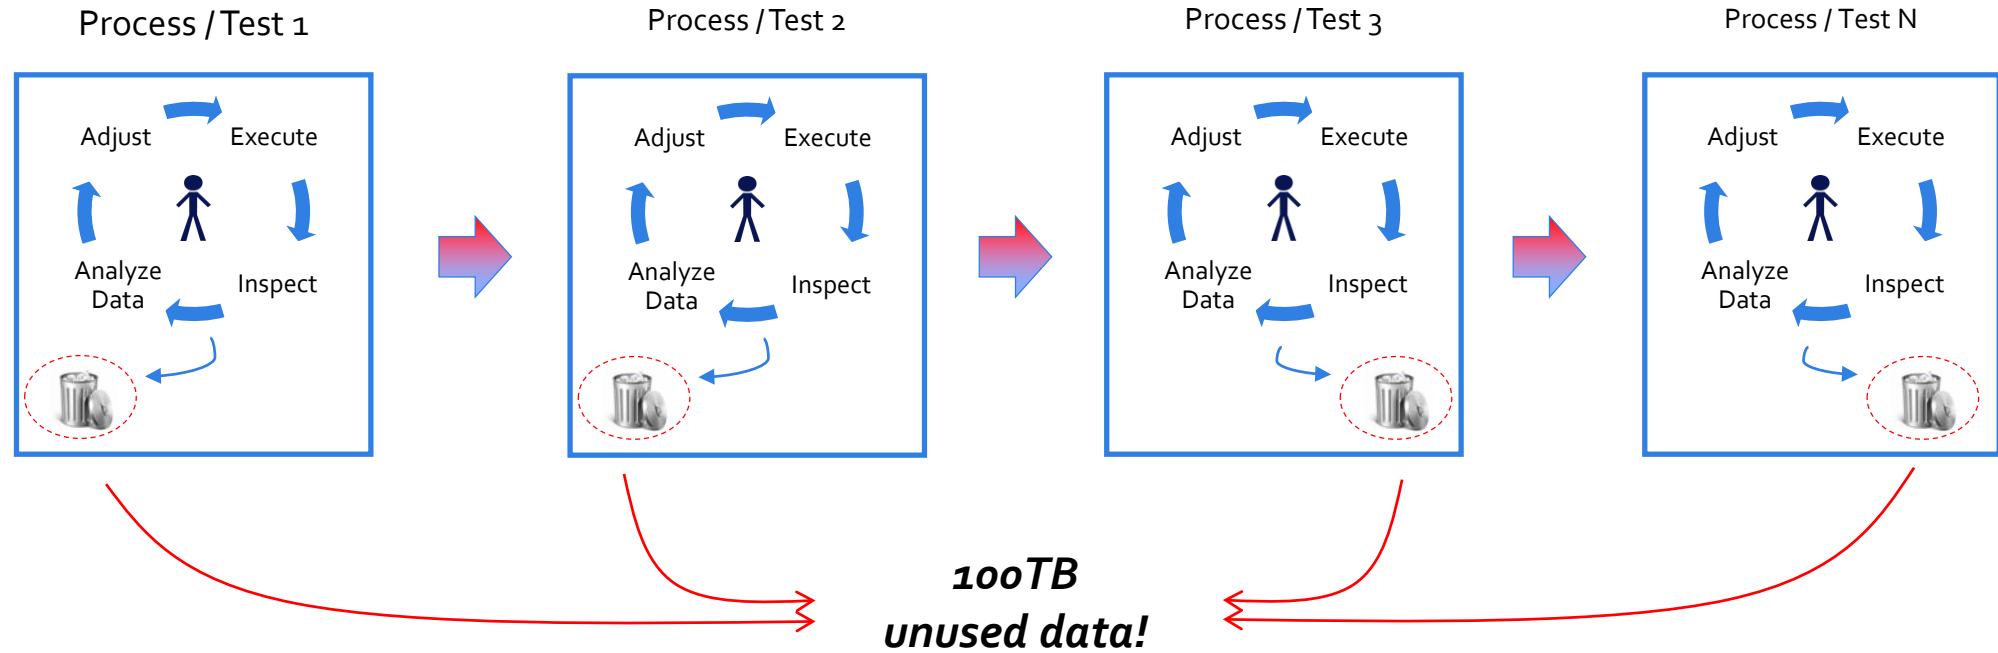 Process / Test 1
Process / Test 2
Process / Test 3
Process / Test N
Adjust
Execute
Analyze
Data
Inspect
Adjust
Execute
Analyze
Data
Inspect
Adjust
Execute
Analyze
Data
Inspect
Adjust
Execute
Analyze
Data
Inspect
100TB
unused data!